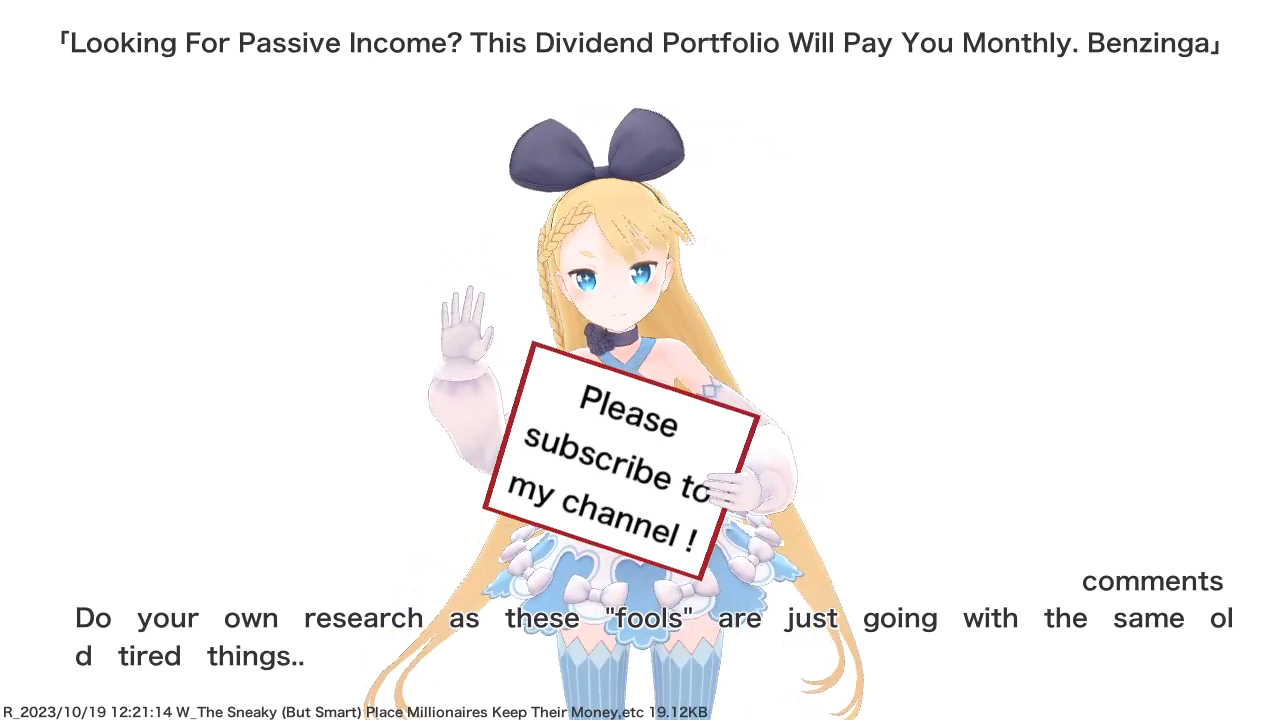 「Looking For Passive Income? This Dividend Portfolio Will Pay You Monthly. Benzinga」
Please
subscribe to
my channel !
comments
Do your own research as these "fools" are just going with the same ol
d tired things..
R_2023/10/19 12:21:14 W_The Sneaky (But Smart) Place Millionaires Keep Their Money,etc 19.12KB